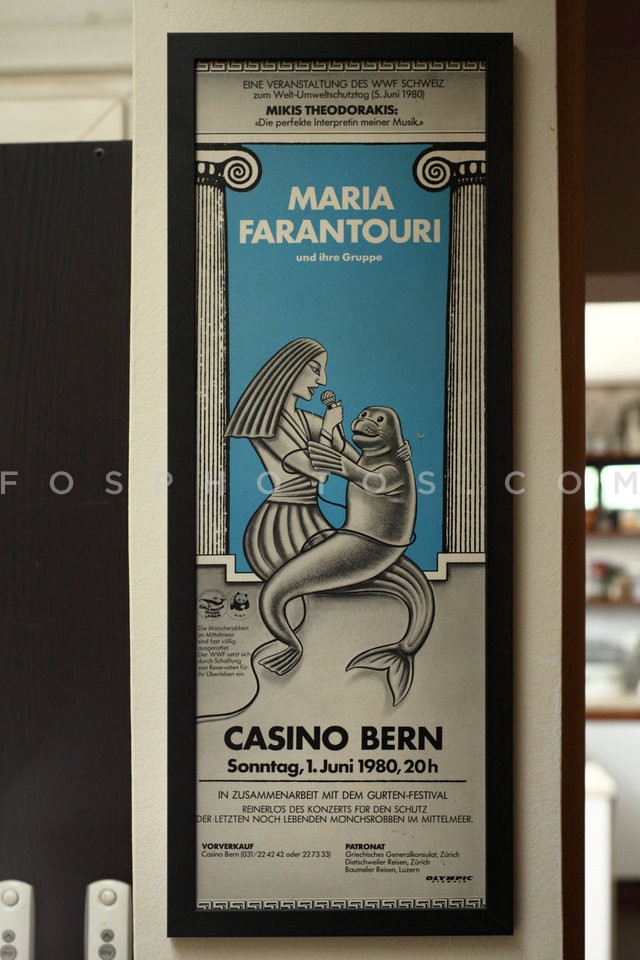 EINE VERANSTALTUNG DES WWF SCHWEIZ
zum Welt-Umweltschutztag (5. Juni 1980)
MIKIS THEODORAKIS:
«Die perfekte Interpretin meiner Musik.»
MARIA
FARANTOURI
und ihre Gruppe
FOSPHOTOS.COM
WWF
Die Mönchsrobben
im Mittelmeer
sind fast völlig
ausgerottet.
Der WWF setzt sich
durch Schaffung
von Reservaten für
ihr Überleben ein.
CASINO BERN
Sonntag, 1. Juni 1980, 20 h
IN ZUSAMMENARBEIT MIT DEM GURTEN-FESTIVAL
REINERLÖS DES KONZERTS FÜR DEN SCHUTZ
DER LETZTEN NOCH LEBENDEN MÖNCHSROBBEN IM MITTELMEER.
VORVERKAUF
Casino Bern (031/22 42 42 oder 22 73 33)
PATRONAT
Griechisches Generalkonsulat, Zürich
Dietschweiler Reisen, Zürich
Baumeler Reisen, Luzern
OLYMPIC